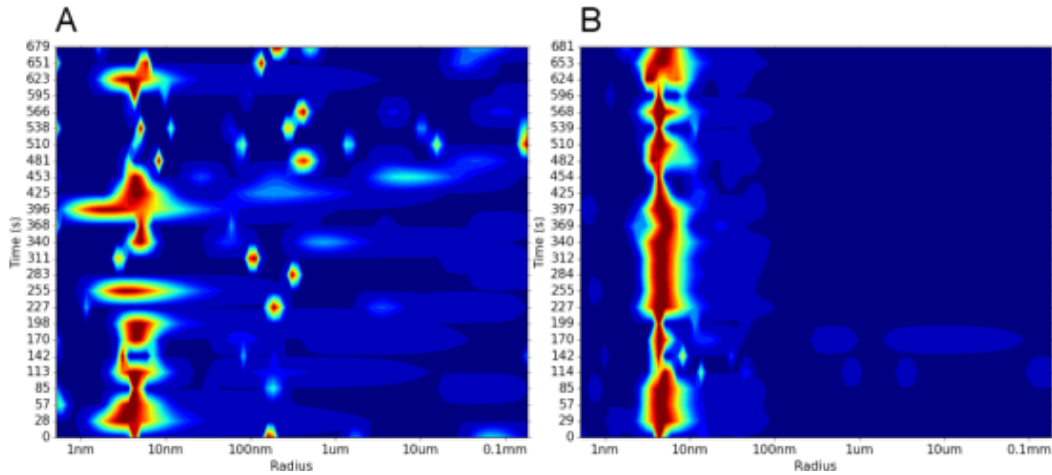 A
B
Time (s)
679
651
623
595
566
538
510
481
453
425
396
368
340
311
283
255
227
198
170
142
113
85
57
28
0
1nm
10nm
100nm
1um
10um
0.1mm
Radius
Time (s)
681
653
624
596
568
539
511
482
454
425
397
369
340
312
284
255
227
199
170
142
114
85
57
29
0
1nm
10nm
100nm
1um
10um
0.1mm
Radius